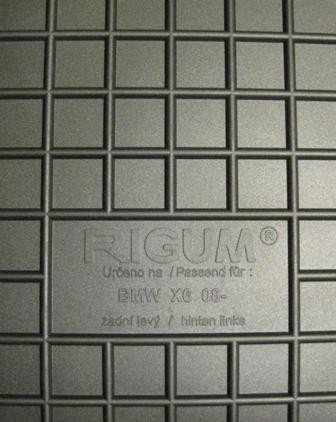 RIGUM®
Určeno na / Passend für :
BMW X6 08-
zadní levý / hinten links